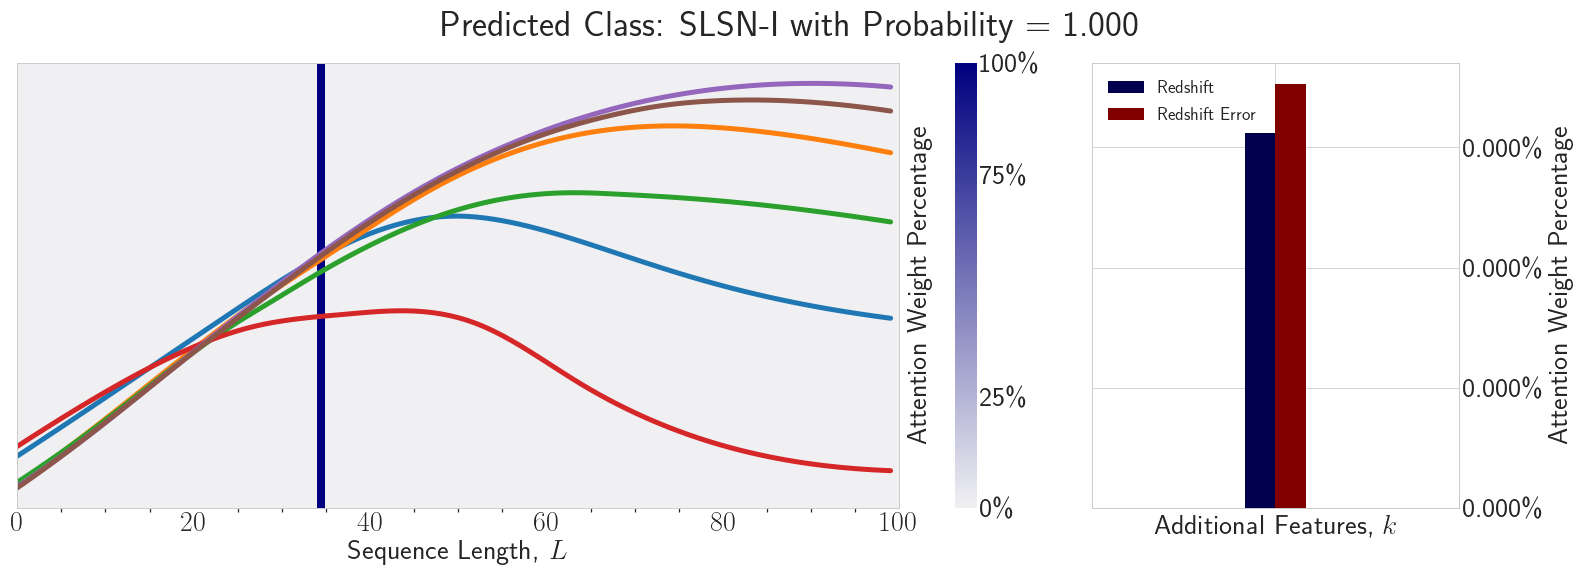 Predicted Class: SLSN-I with Probability = 1.000
0
20
40
60
80
100
Sequence Length, L
Attention Weight Percentage
100%
75%
25%
0%
Redshift
Redshift Error
0.000%
0.000%
0.000%
0.000%
Attention Weight Percentage
Additional Features, k